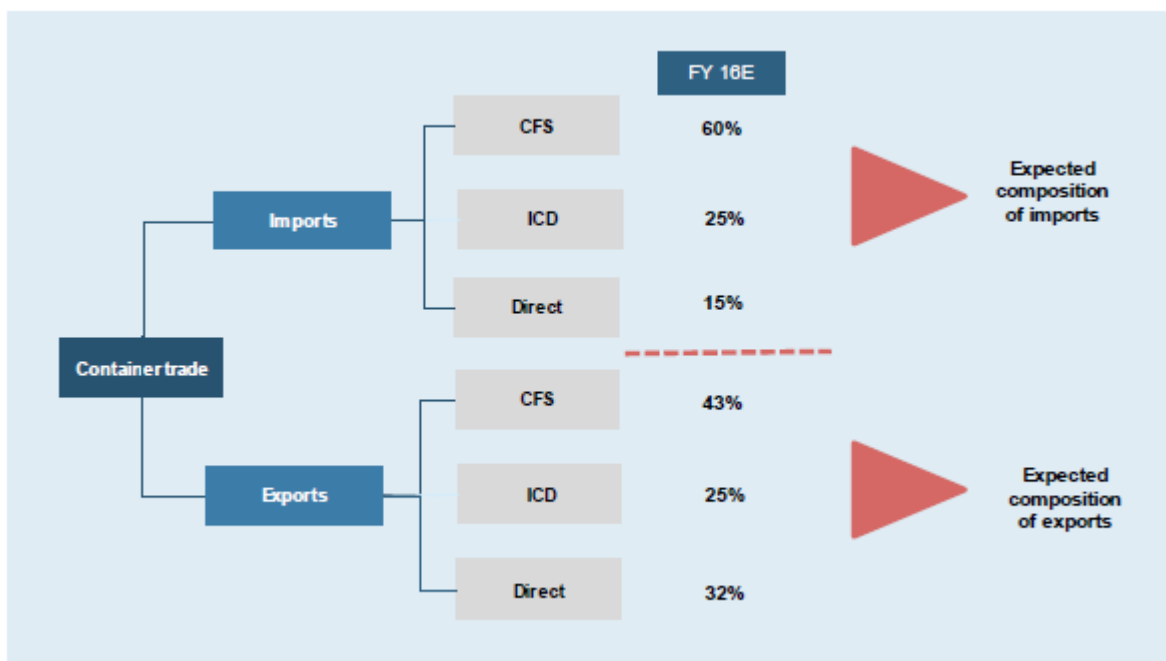 FY 16E
CFS
60%
Imports
ICD
25%
Direct
15%
Expected
composition
of imports
Container trade
CFS
43%
Exports
ICD
25%
Direct
32%
Expected
composition
of exports